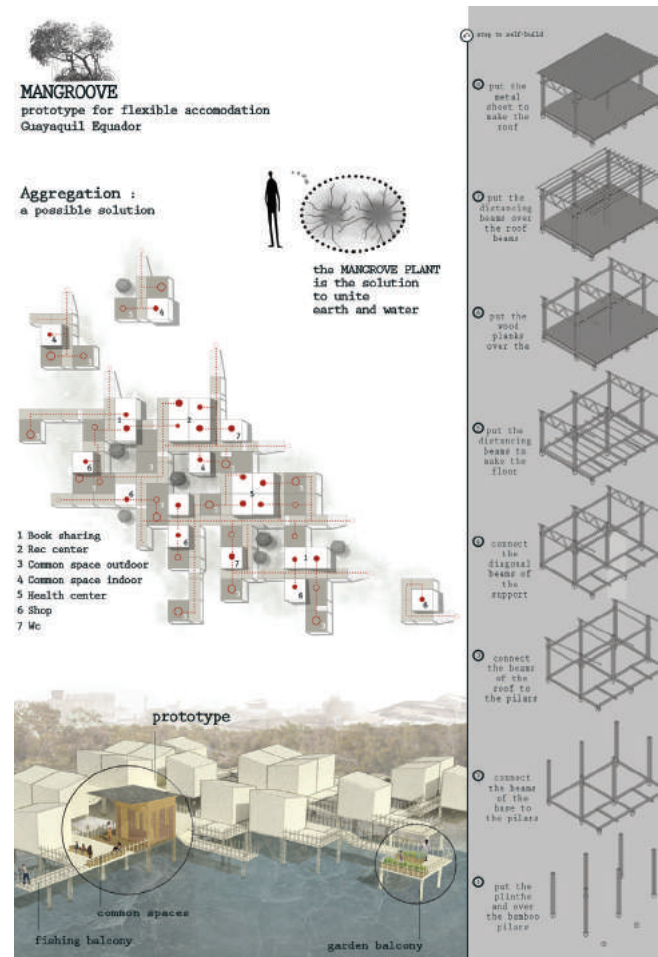 MANGROOVE
prototype for flexible accomodation
Guayaquil Equador
Aggregation :
a possible solution
the MANGROVE PLANT
is the solution
to unite
earth and water
1 Book sharing
2 Rec center
3 Common space outdoor
4 Common space indoor
5 Health center
6 Shop
7 Wc
prototype
common spaces
fishing balcony
garden balcony
step to self-build
put the
metal
sheet to
make the
roof
put the
distancing
beams over
the roof
beams
put the
wood
planks
over the
put the
distancing
beams to
make the
floor
connect
the
diagonal
beams of
the
support
connect
the beams
of the
roof to
the pilars
connect
the beams
of the
base to
the pilars
put the
plinths
and over
the bamboo
pilars